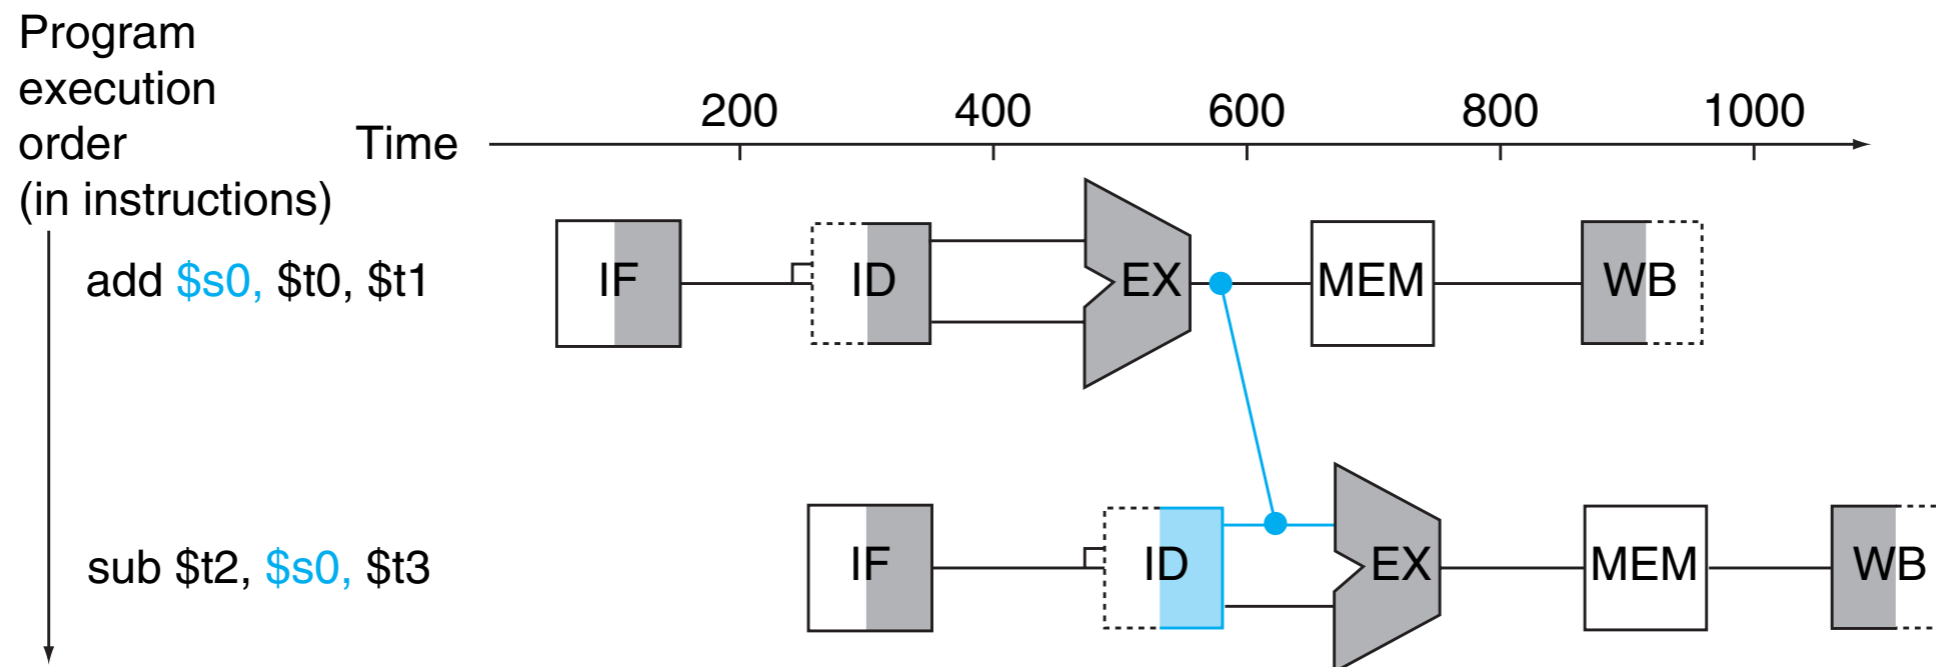 Program
execution
order
(in instructions)
Time
200 400 600 800 1000
add $s0, $t0, $t1
IF ID EX MEM WB
sub $t2, $s0, $t3
IF ID EX MEM WB